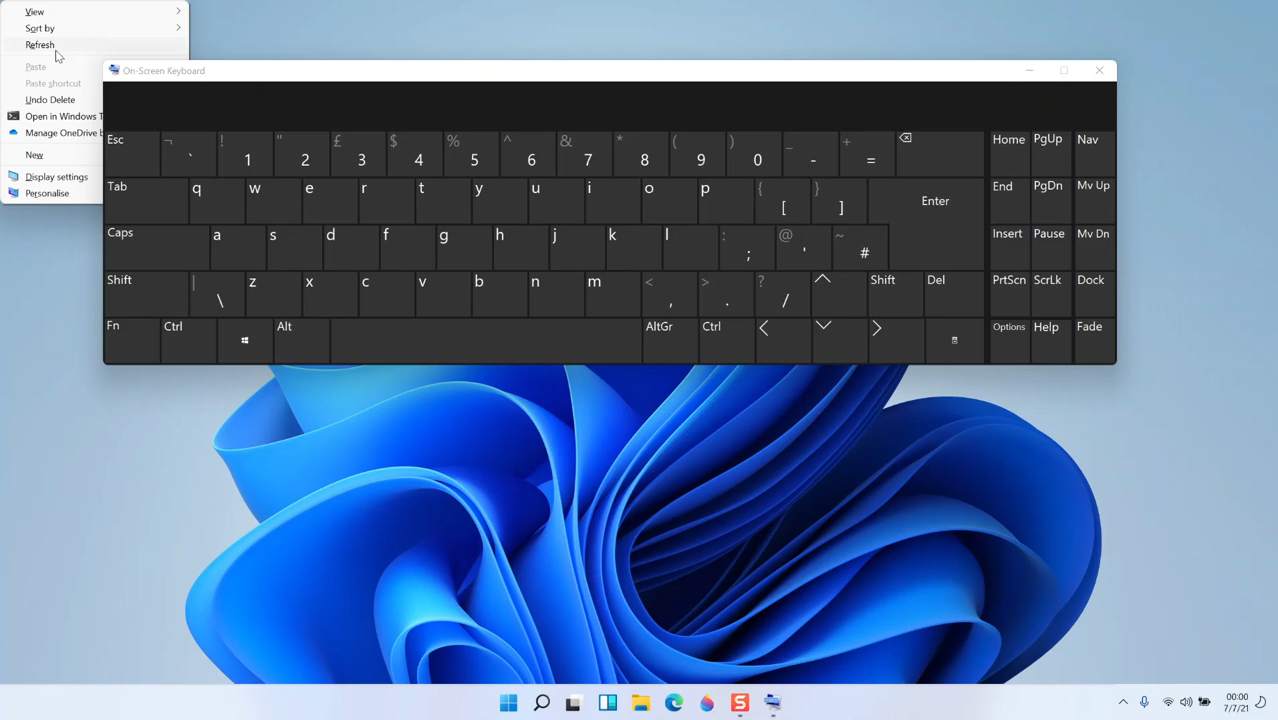 View
Sort by
Refresh
Paste
Paste shortcut
Undo Delete
Open in Windows T
Manage OneDrive b
New
Display settings
Personalise
On-Screen Keyboard
Esc ¬ ` ! 1 " 2 £ 3 $ 4 % 5 ^ 6 & 7 * 8 ( 9 ) 0 _ - + = Home PgUp Nav
Tab q w e r t y u i o p { [ } ] Enter End PgDn Mv Up
Caps a s d f g h j k l : ; @ ' ~ # Insert Pause Mv Dn
Shift | \ z x c v b n m < , > . ? / Shift Del PrtScn ScrLk Dock
Fn Ctrl Alt AltGr Ctrl Options Help Fade
S
00:00
7/7/21